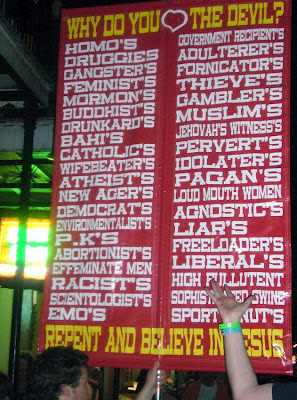 WHY DO YOU THE DEVIL?
HOMO'S
DRUGGIES
GANGSTER'S
FEMINIST'S
MORMON'S
BUDDHIST'S
DRUNKARD'S
BAHI'S
CATHOLIC'S
WIFEBEATER'S
ATHEIST'S
NEW AGER'S
DEMOCRAT'S
ENVIRONMENTALIST'S
P.K'S
ABORTIONIST'S
EFFEMINATE MEN
RACIST'S
SCIENTOLOGIST'S
EMO'S
GOVERNMENT RECIPIENT'S
ADULTERER'S
FORNICATOR'S
THIEVE'S
GAMBLER'S
MUSLIM'S
JEHOVAH'S WITNESS'S
PERVERT'S
IDOLATER'S
PAGAN'S
LOUD MOUTH WOMEN
AGNOSTIC'S
LIAR'S
FREELOADER'S
LIBERAL'S
HIGH FULLUTENT
SWINE
SPORTS NUT'S
REPENT AND BELIEVE IN JESUS